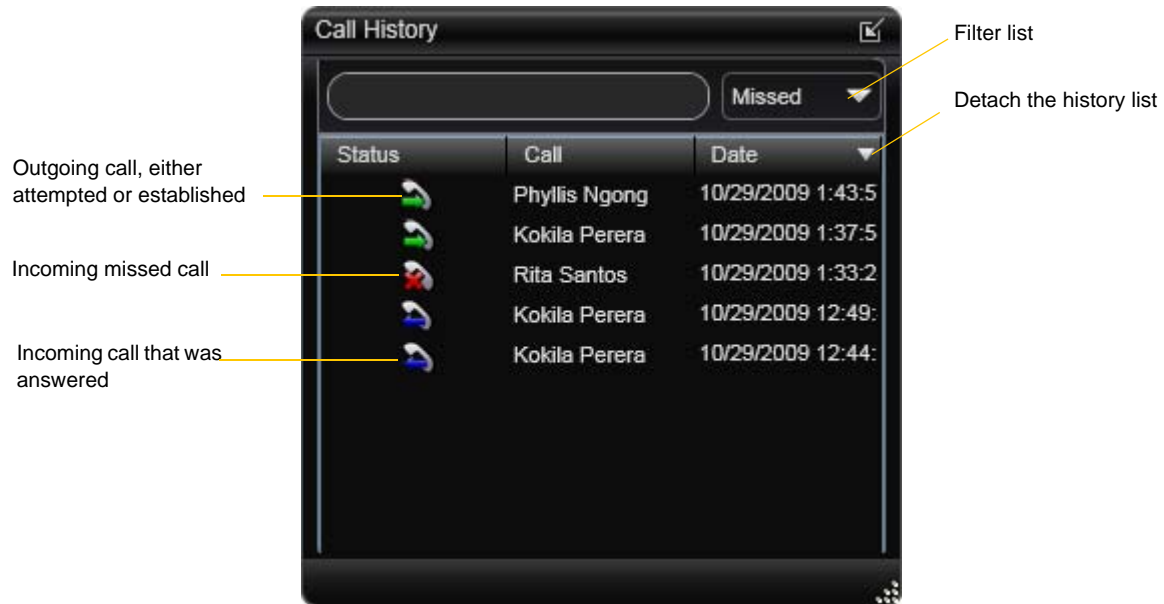 Call History
Filter list
Missed
Detach the history list
Status Call Date
Outgoing call, either
attempted or established
Phyllis Ngong 10/29/2009 1:43:5
Kokila Perera 10/29/2009 1:37:5
Incoming missed call
Rita Santos 10/29/2009 1:33:2
Kokila Perera 10/29/2009 12:49:
Incoming call that was
answered
Kokila Perera 10/29/2009 12:44: